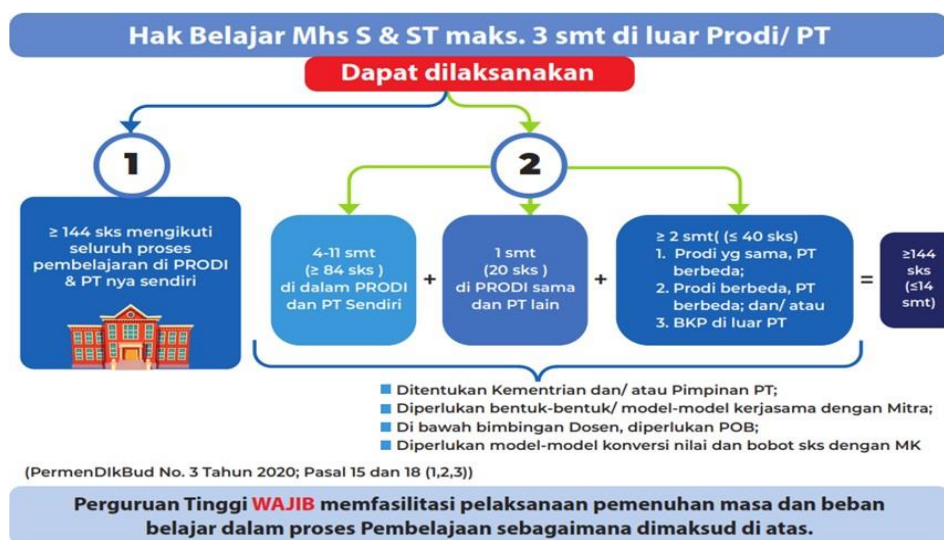 Hak Belajar Mhs S & ST maks. 3 smt di luar Prodi/ PT
Dapat dilaksanakan
1
≥ 144 sks mengikuti
seluruh proses
pembelajaran di PRODI
& PT nya sendiri
2
4-11 smt
(≥ 84 sks )
di dalam PRODI
dan PT Sendiri
+
1 smt
(20 sks )
di PRODI sama
dan PT lain
+
≥ 2 smt( (≤ 40 sks)
1. Prodi yg sama, PT
berbeda;
2. Prodi berbeda, PT
berbeda; dan/ atau
3. BKP di luar PT
=
≥144
sks
(≤14
smt)
Ditentukan Kementrian dan/ atau Pimpinan PT;
Diperlukan bentuk-bentuk/ model-model kerjasama dengan Mitra;
Di bawah bimbingan Dosen, diperlukan POB;
Diperlukan model-model konversi nilai dan bobot sks dengan MK
(PermenDIkBud No. 3 Tahun 2020; Pasal 15 dan 18 (1,2,3))
Perguruan Tinggi WAJIB memfasilitasi pelaksanaan pemenuhan masa dan beban
belajar dalam proses Pembelajaan sebagaimana dimaksud di atas.